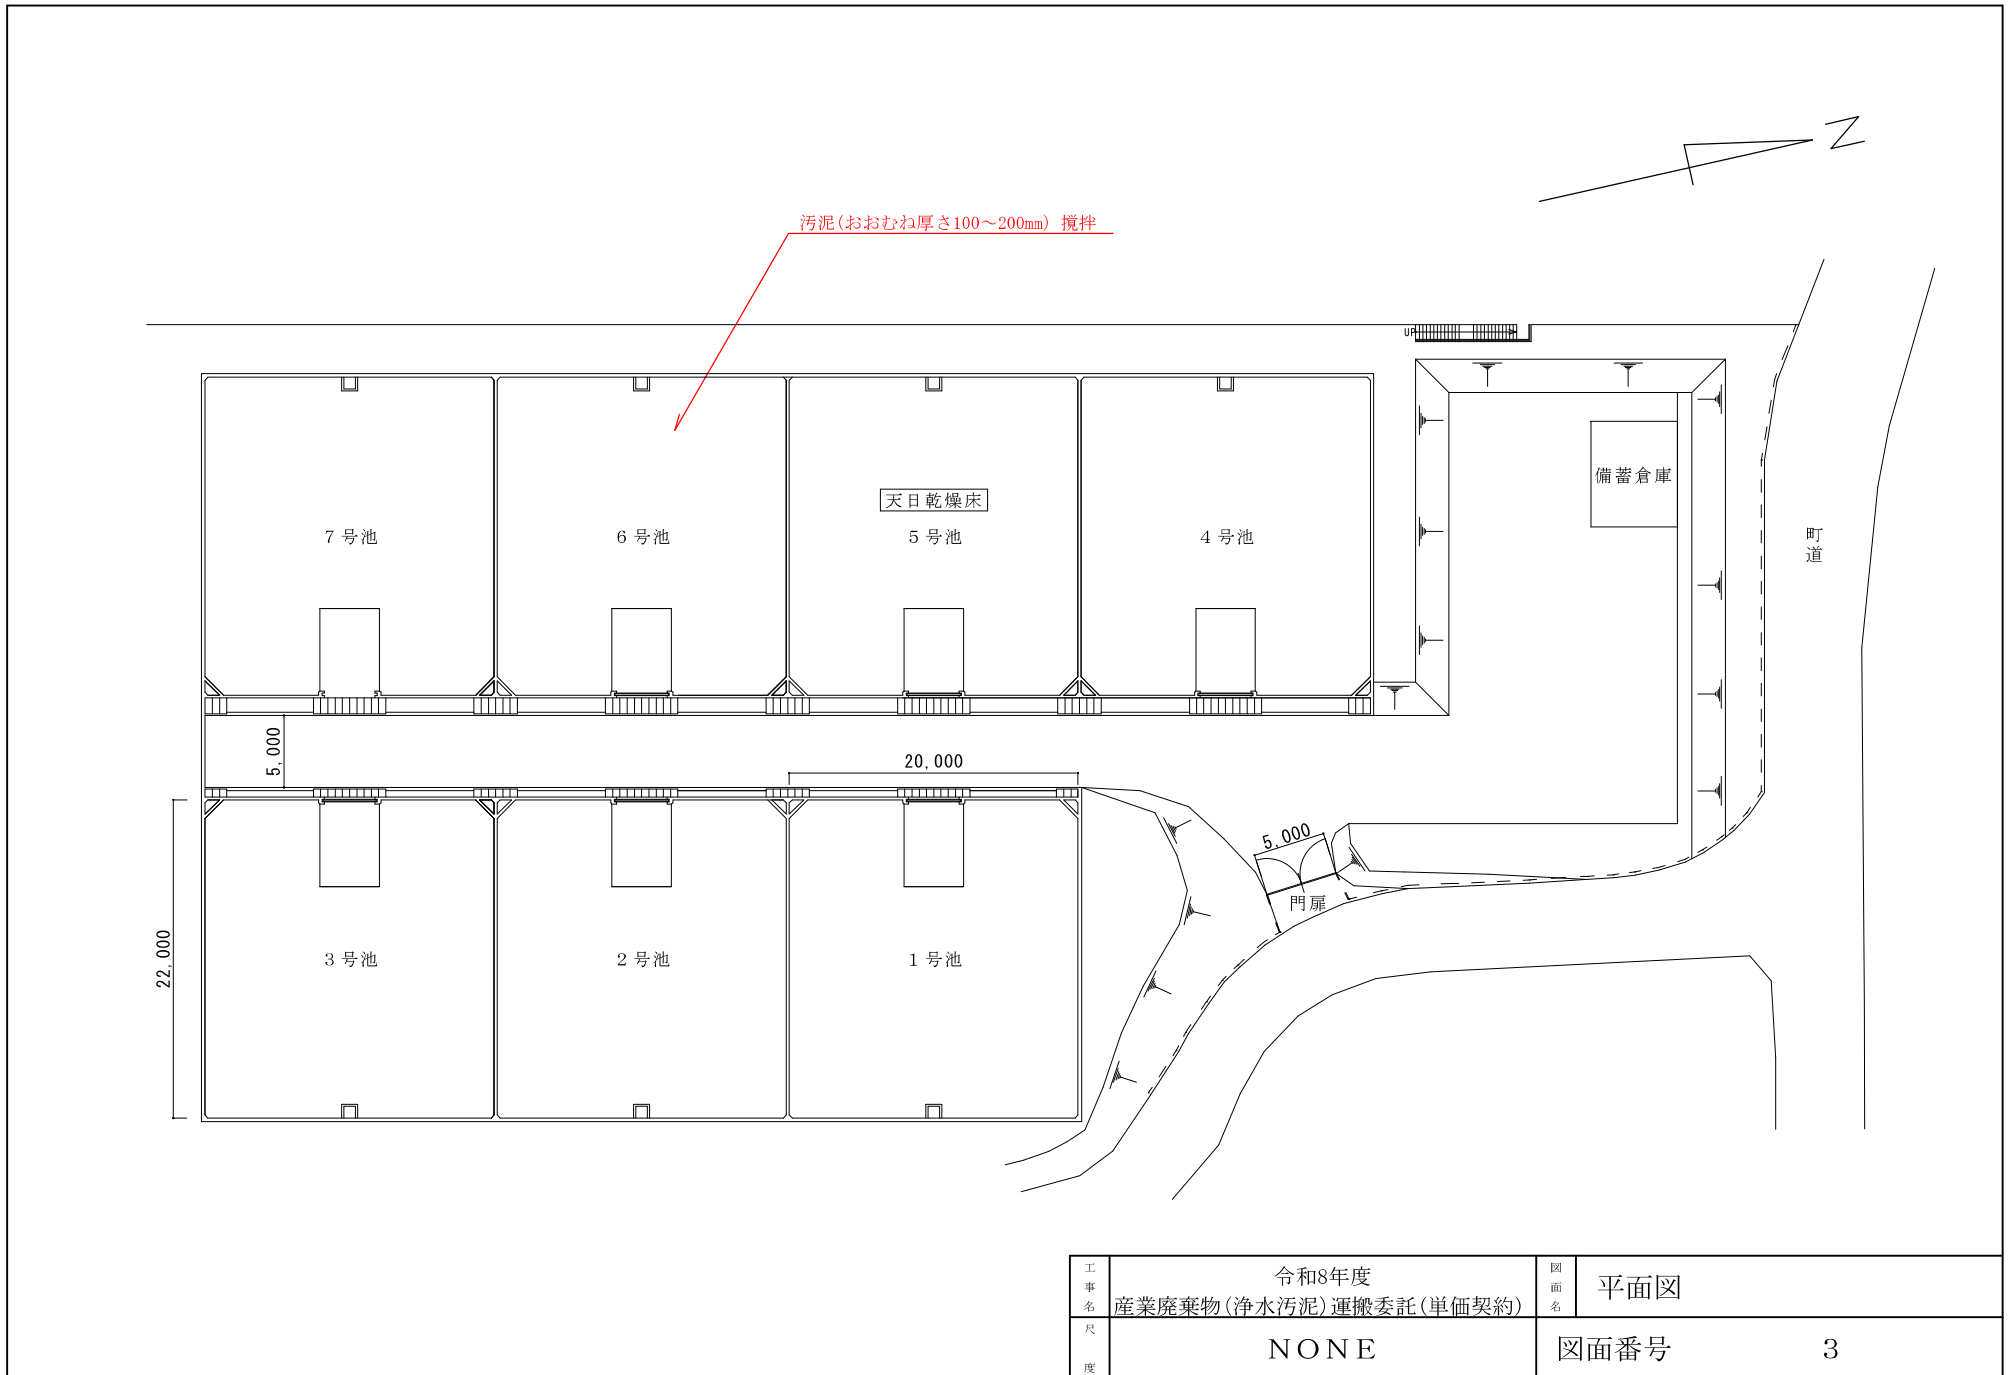 N
汚泥(おおむね厚さ100～200mm) 撹拌
UP
備蓄倉庫
天日乾燥床
7号池
6号池
5号池
4号池
町道
5,000
20,000
5,000
門扉
22,000
3号池
2号池
1号池
工事名
令和8年度
産業廃棄物(浄水汚泥)運搬委託(単価契約)
図面名
平面図
尺度
NONE
図面番号 3